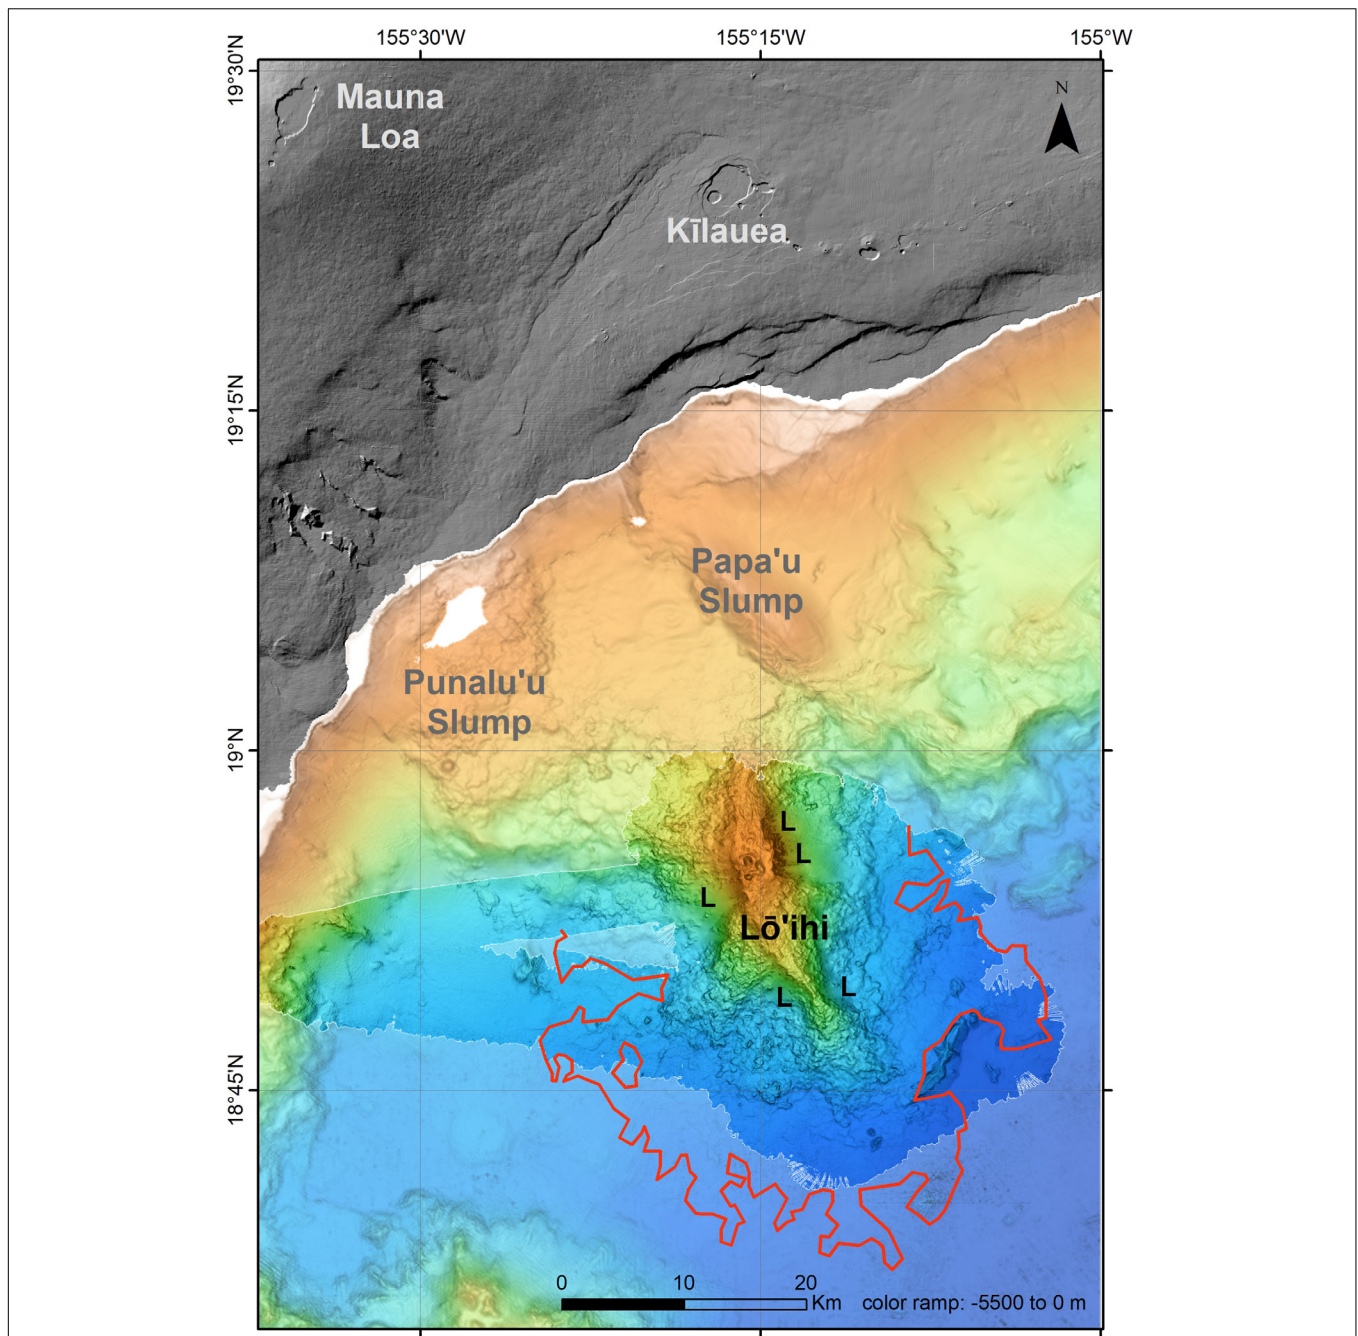 155°30'W 155°15'W 155°W
19°30'N
N
Mauna
Loa
Kīlauea
19°15'N
Papa'u
Slump
Punalu'u
Slump
19°N
L
L
L
Lō'ihi
L
L
18°45'N
0 10 20
Km color ramp: -5500 to 0 m